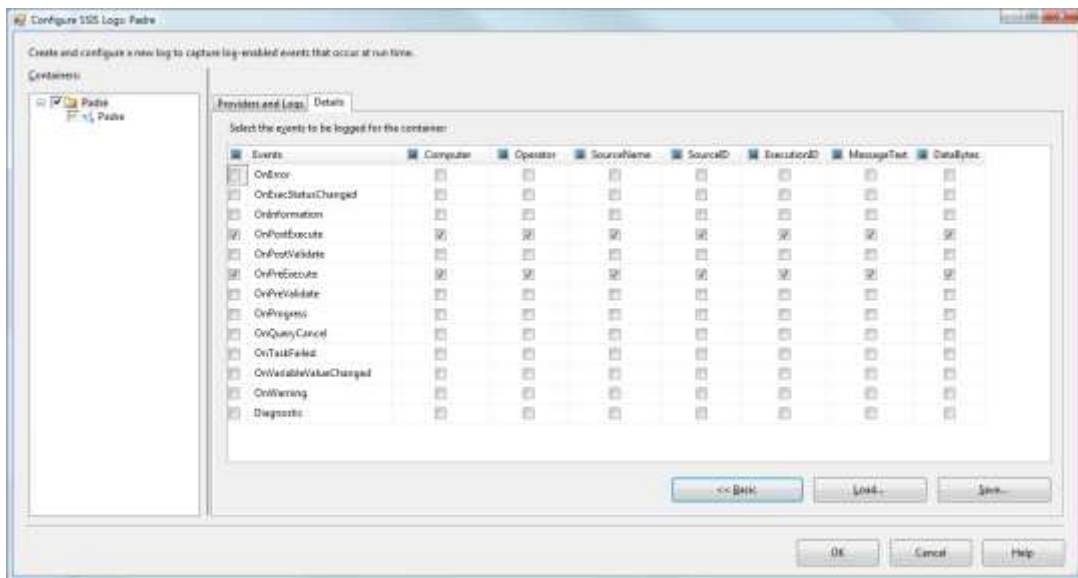 Configure SSIS Logs: Padre
Create and configure a new log to capture log-enabled events that occur at run time.
Containers:
Padre
Padre
Providers and Logs Details
Select the events to be logged for the container:
Events Computer Operator SourceName SourceID ExecutionID MessageText DataBytes
OnError
OnExecStatusChanged
OnInformation
OnPostExecute
OnPostValidate
OnPreExecute
OnPreValidate
OnProgress
OnQueryCancel
OnTaskFailed
OnVariableValueChanged
OnWarning
Diagnostic
<< Basic Load... Save...
OK Cancel Help